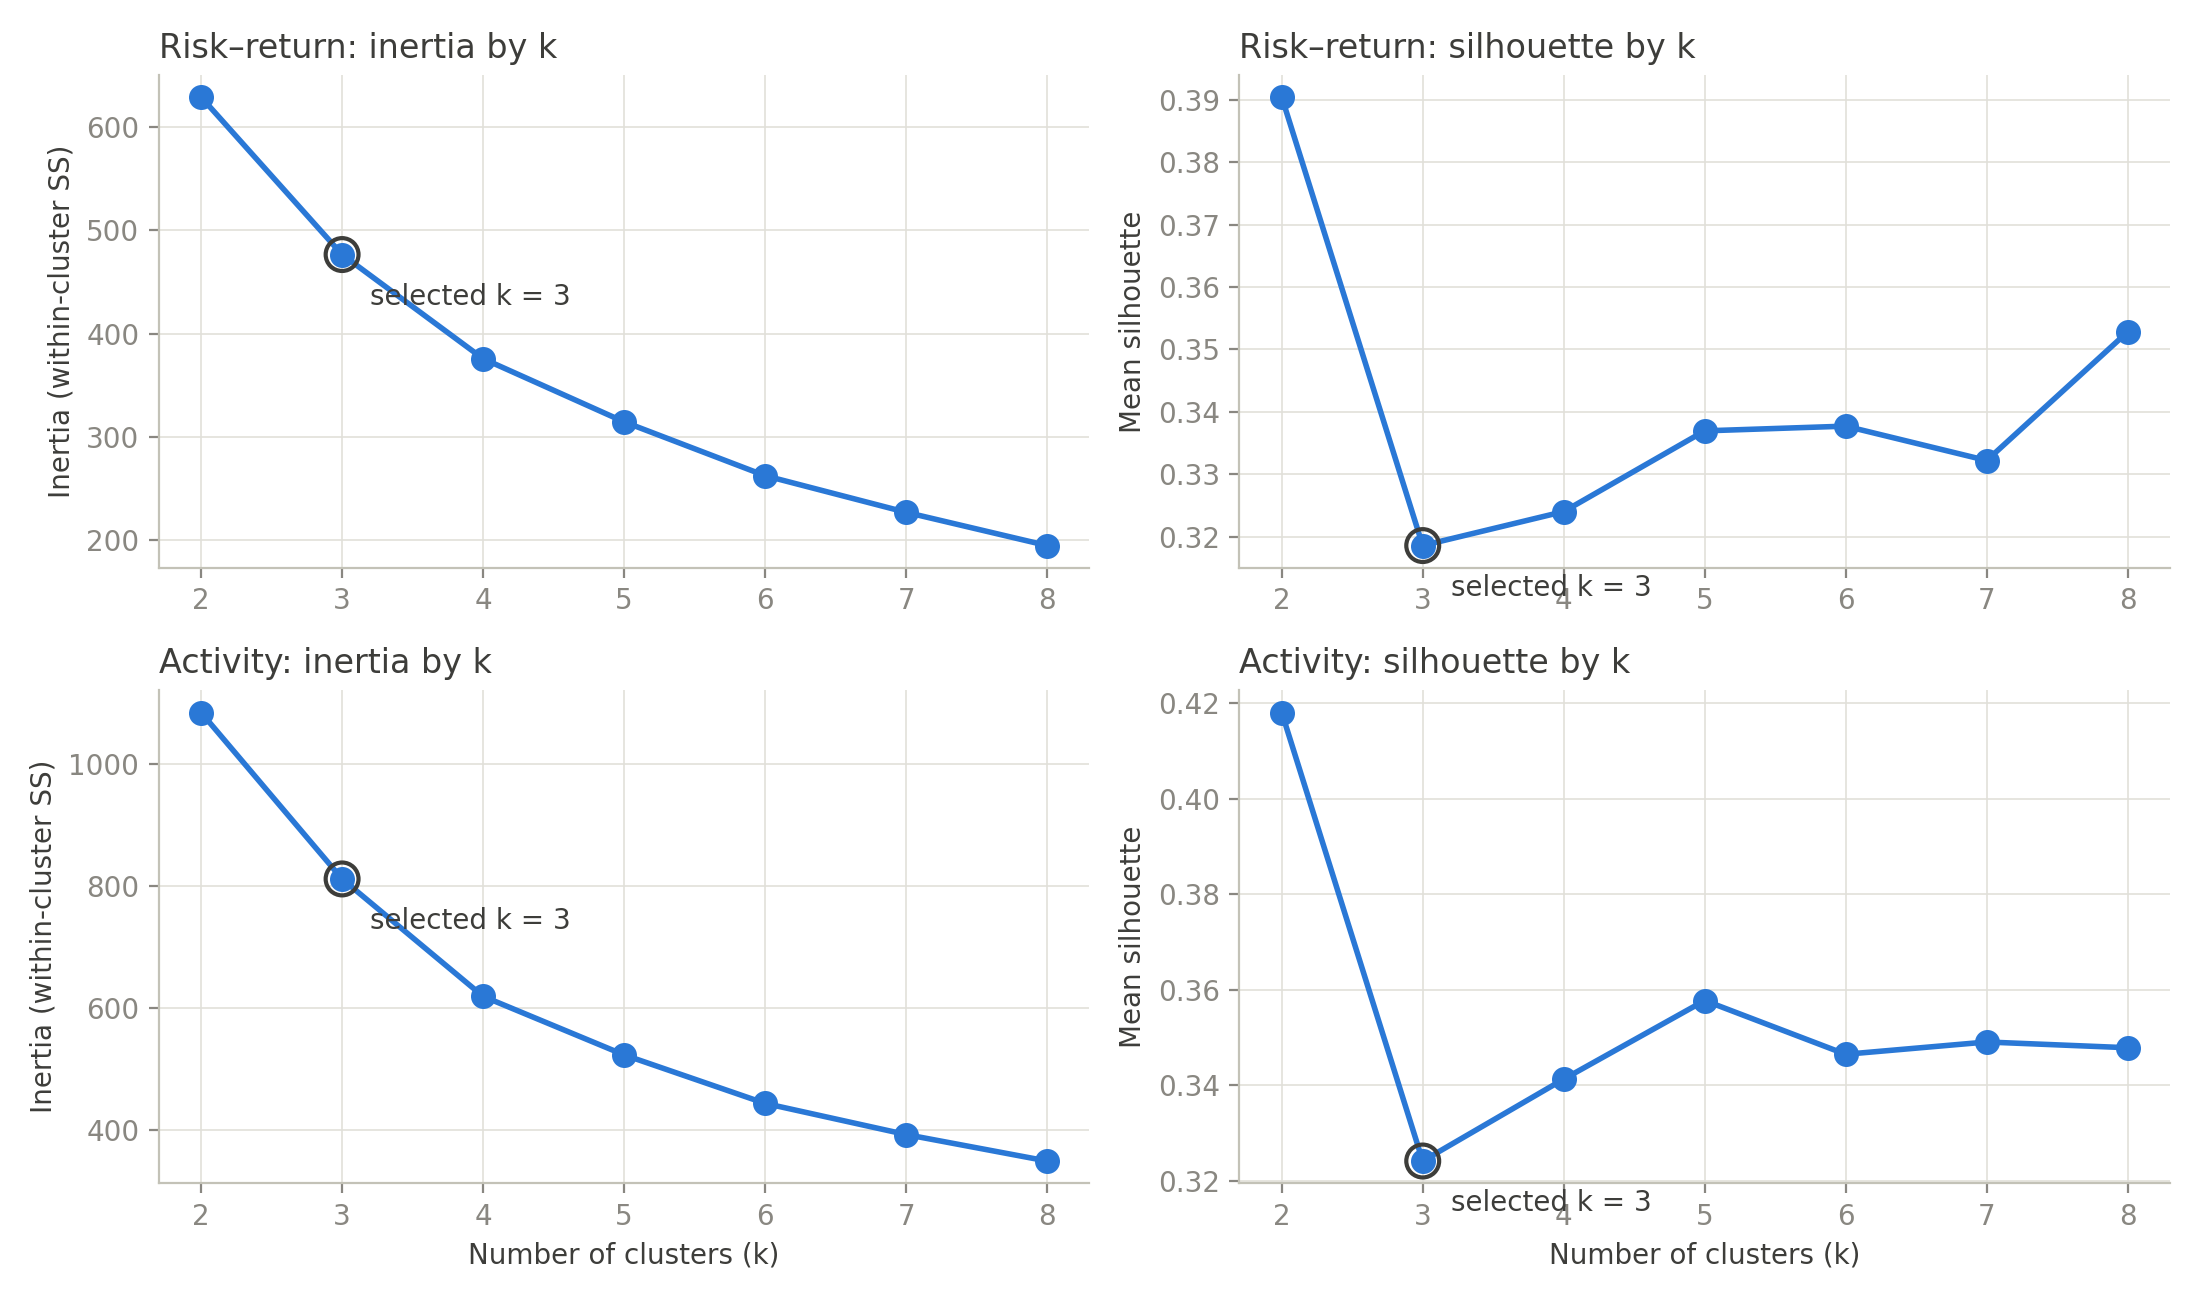 Risk–return: inertia by k
Inertia (within-cluster SS)
600
500
400
300
200
selected k = 3
2 3 4 5 6 7 8
Risk–return: silhouette by k
Mean silhouette
0.39
0.38
0.37
0.36
0.35
0.34
0.33
0.32
selected k = 3
2 3 4 5 6 7 8
Activity: inertia by k
Inertia (within-cluster SS)
1000
800
600
400
selected k = 3
2 3 4 5 6 7 8
Number of clusters (k)
Activity: silhouette by k
Mean silhouette
0.42
0.40
0.38
0.36
0.34
0.32
selected k = 3
2 3 4 5 6 7 8
Number of clusters (k)